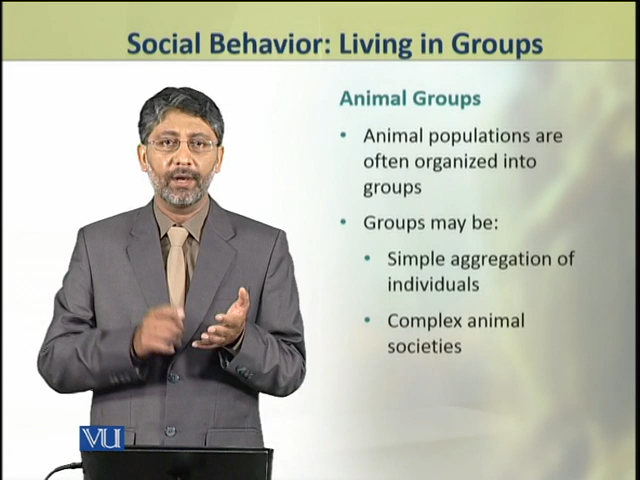 Social Behavior: Living in Groups
Animal Groups
• Animal populations are
often organized into
groups
• Groups may be:
• Simple aggregation of
individuals
• Complex animal
societies
VU